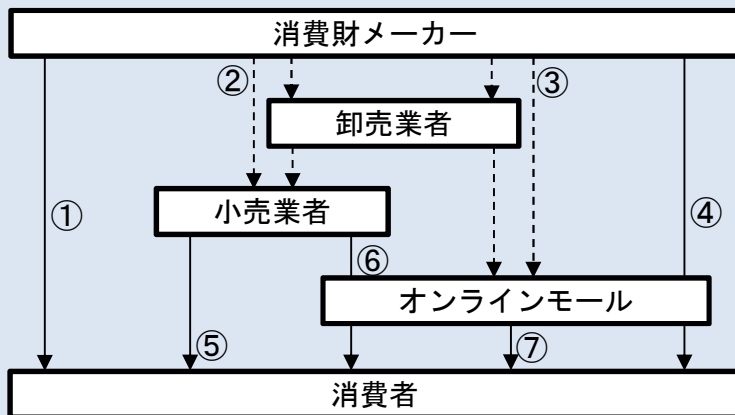 消費財メーカー
②
③
卸売業者
①
小売業者
④
⑥
オンラインモール
⑤
⑦
消費者